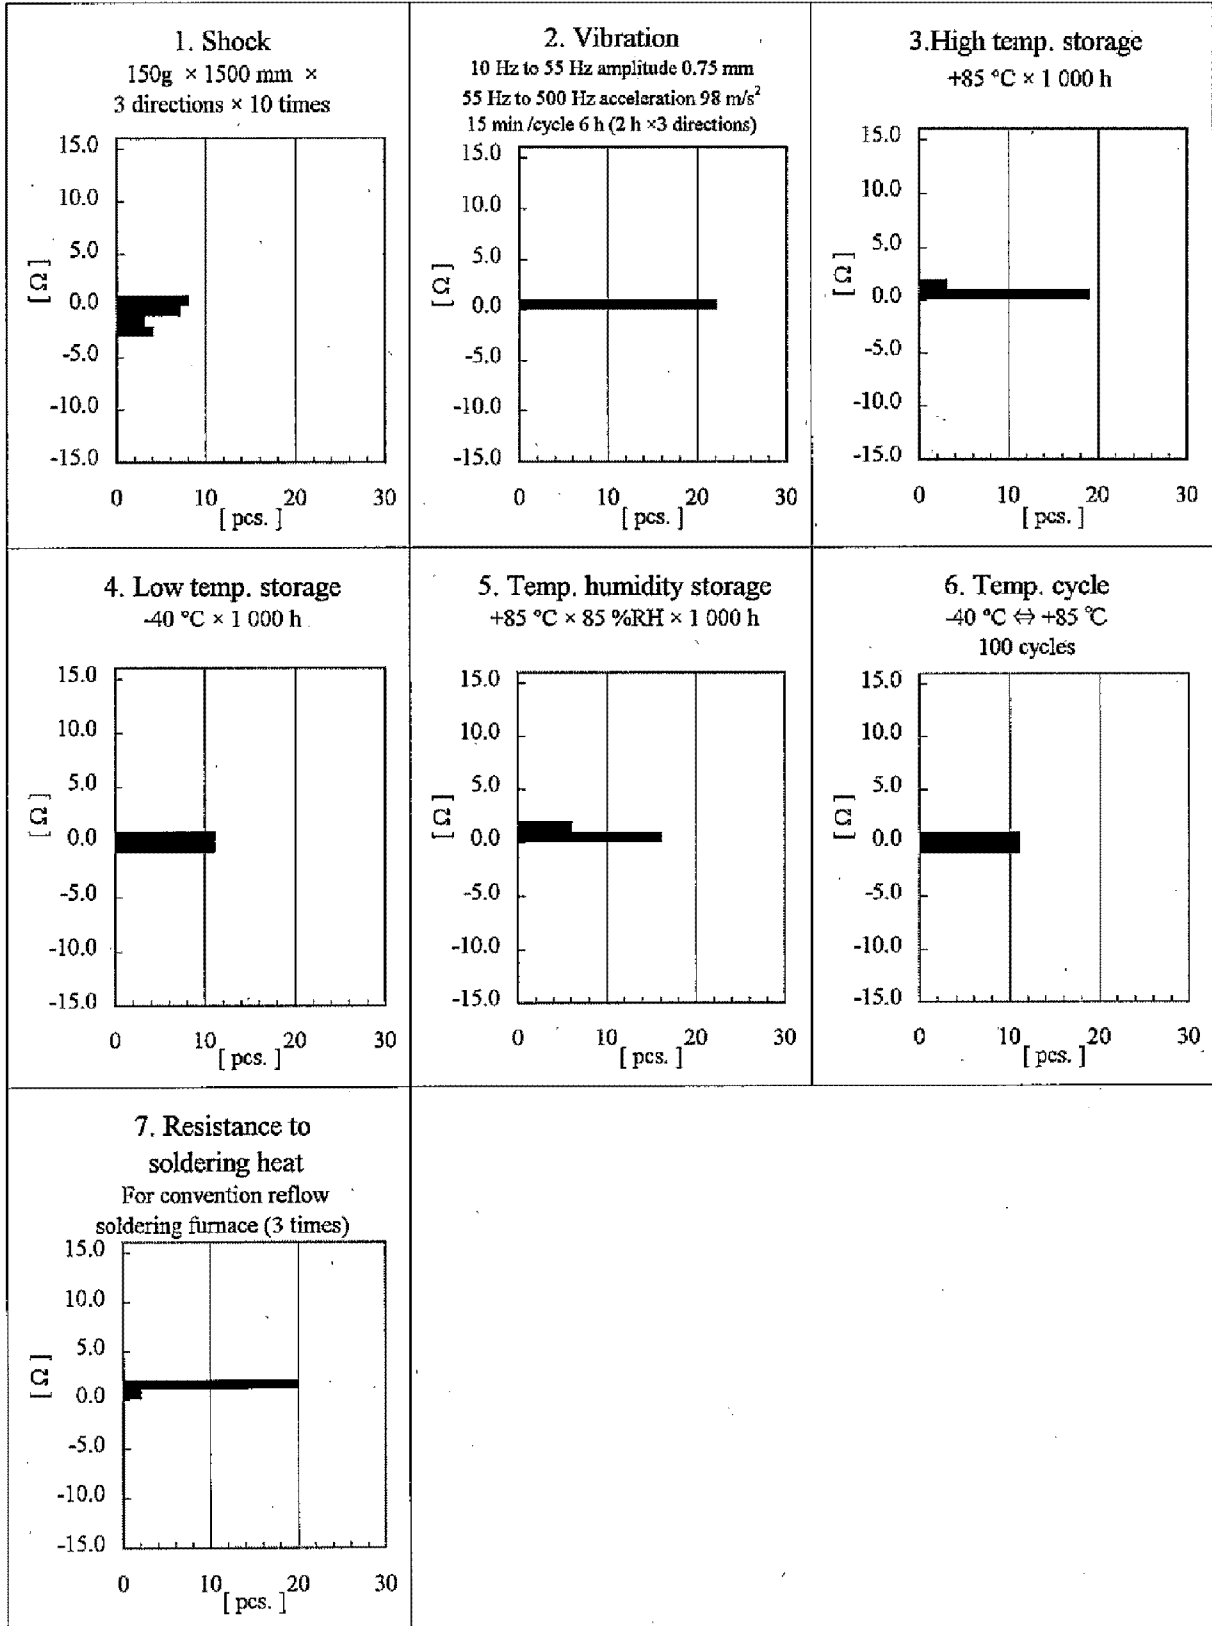 1. Shock
150g × 1500 mm ×
3 directions × 10 times
15.0
10.0
5.0
0.0
-5.0
-10.0
-15.0
[ Ω ]
0 10 20 30
[ pcs. ]
2. Vibration
10 Hz to 55 Hz amplitude 0.75 mm
55 Hz to 500 Hz acceleration 98 m/s²
15 min /cycle 6 h (2 h ×3 directions)
15.0
10.0
5.0
0.0
-5.0
-10.0
-15.0
[ Ω ]
0 10 20 30
[ pcs. ]
3.High temp. storage
+85 °C × 1 000 h
15.0
10.0
5.0
0.0
-5.0
-10.0
-15.0
[ Ω ]
0 10 20 30
[ pcs. ]
4. Low temp. storage
-40 °C × 1 000 h
15.0
10.0
5.0
0.0
-5.0
-10.0
-15.0
[ Ω ]
0 10 20 30
[ pcs. ]
5. Temp. humidity storage
+85 °C × 85 %RH × 1 000 h
15.0
10.0
5.0
0.0
-5.0
-10.0
-15.0
[ Ω ]
0 10 20 30
[ pcs. ]
6. Temp. cycle
-40 °C ⇔ +85 °C
100 cycles
15.0
10.0
5.0
0.0
-5.0
-10.0
-15.0
[ Ω ]
0 10 20 30
[ pcs. ]
7. Resistance to
soldering heat
For convention reflow
soldering furnace (3 times)
15.0
10.0
5.0
0.0
-5.0
-10.0
-15.0
[ Ω ]
0 10 20 30
[ pcs. ]